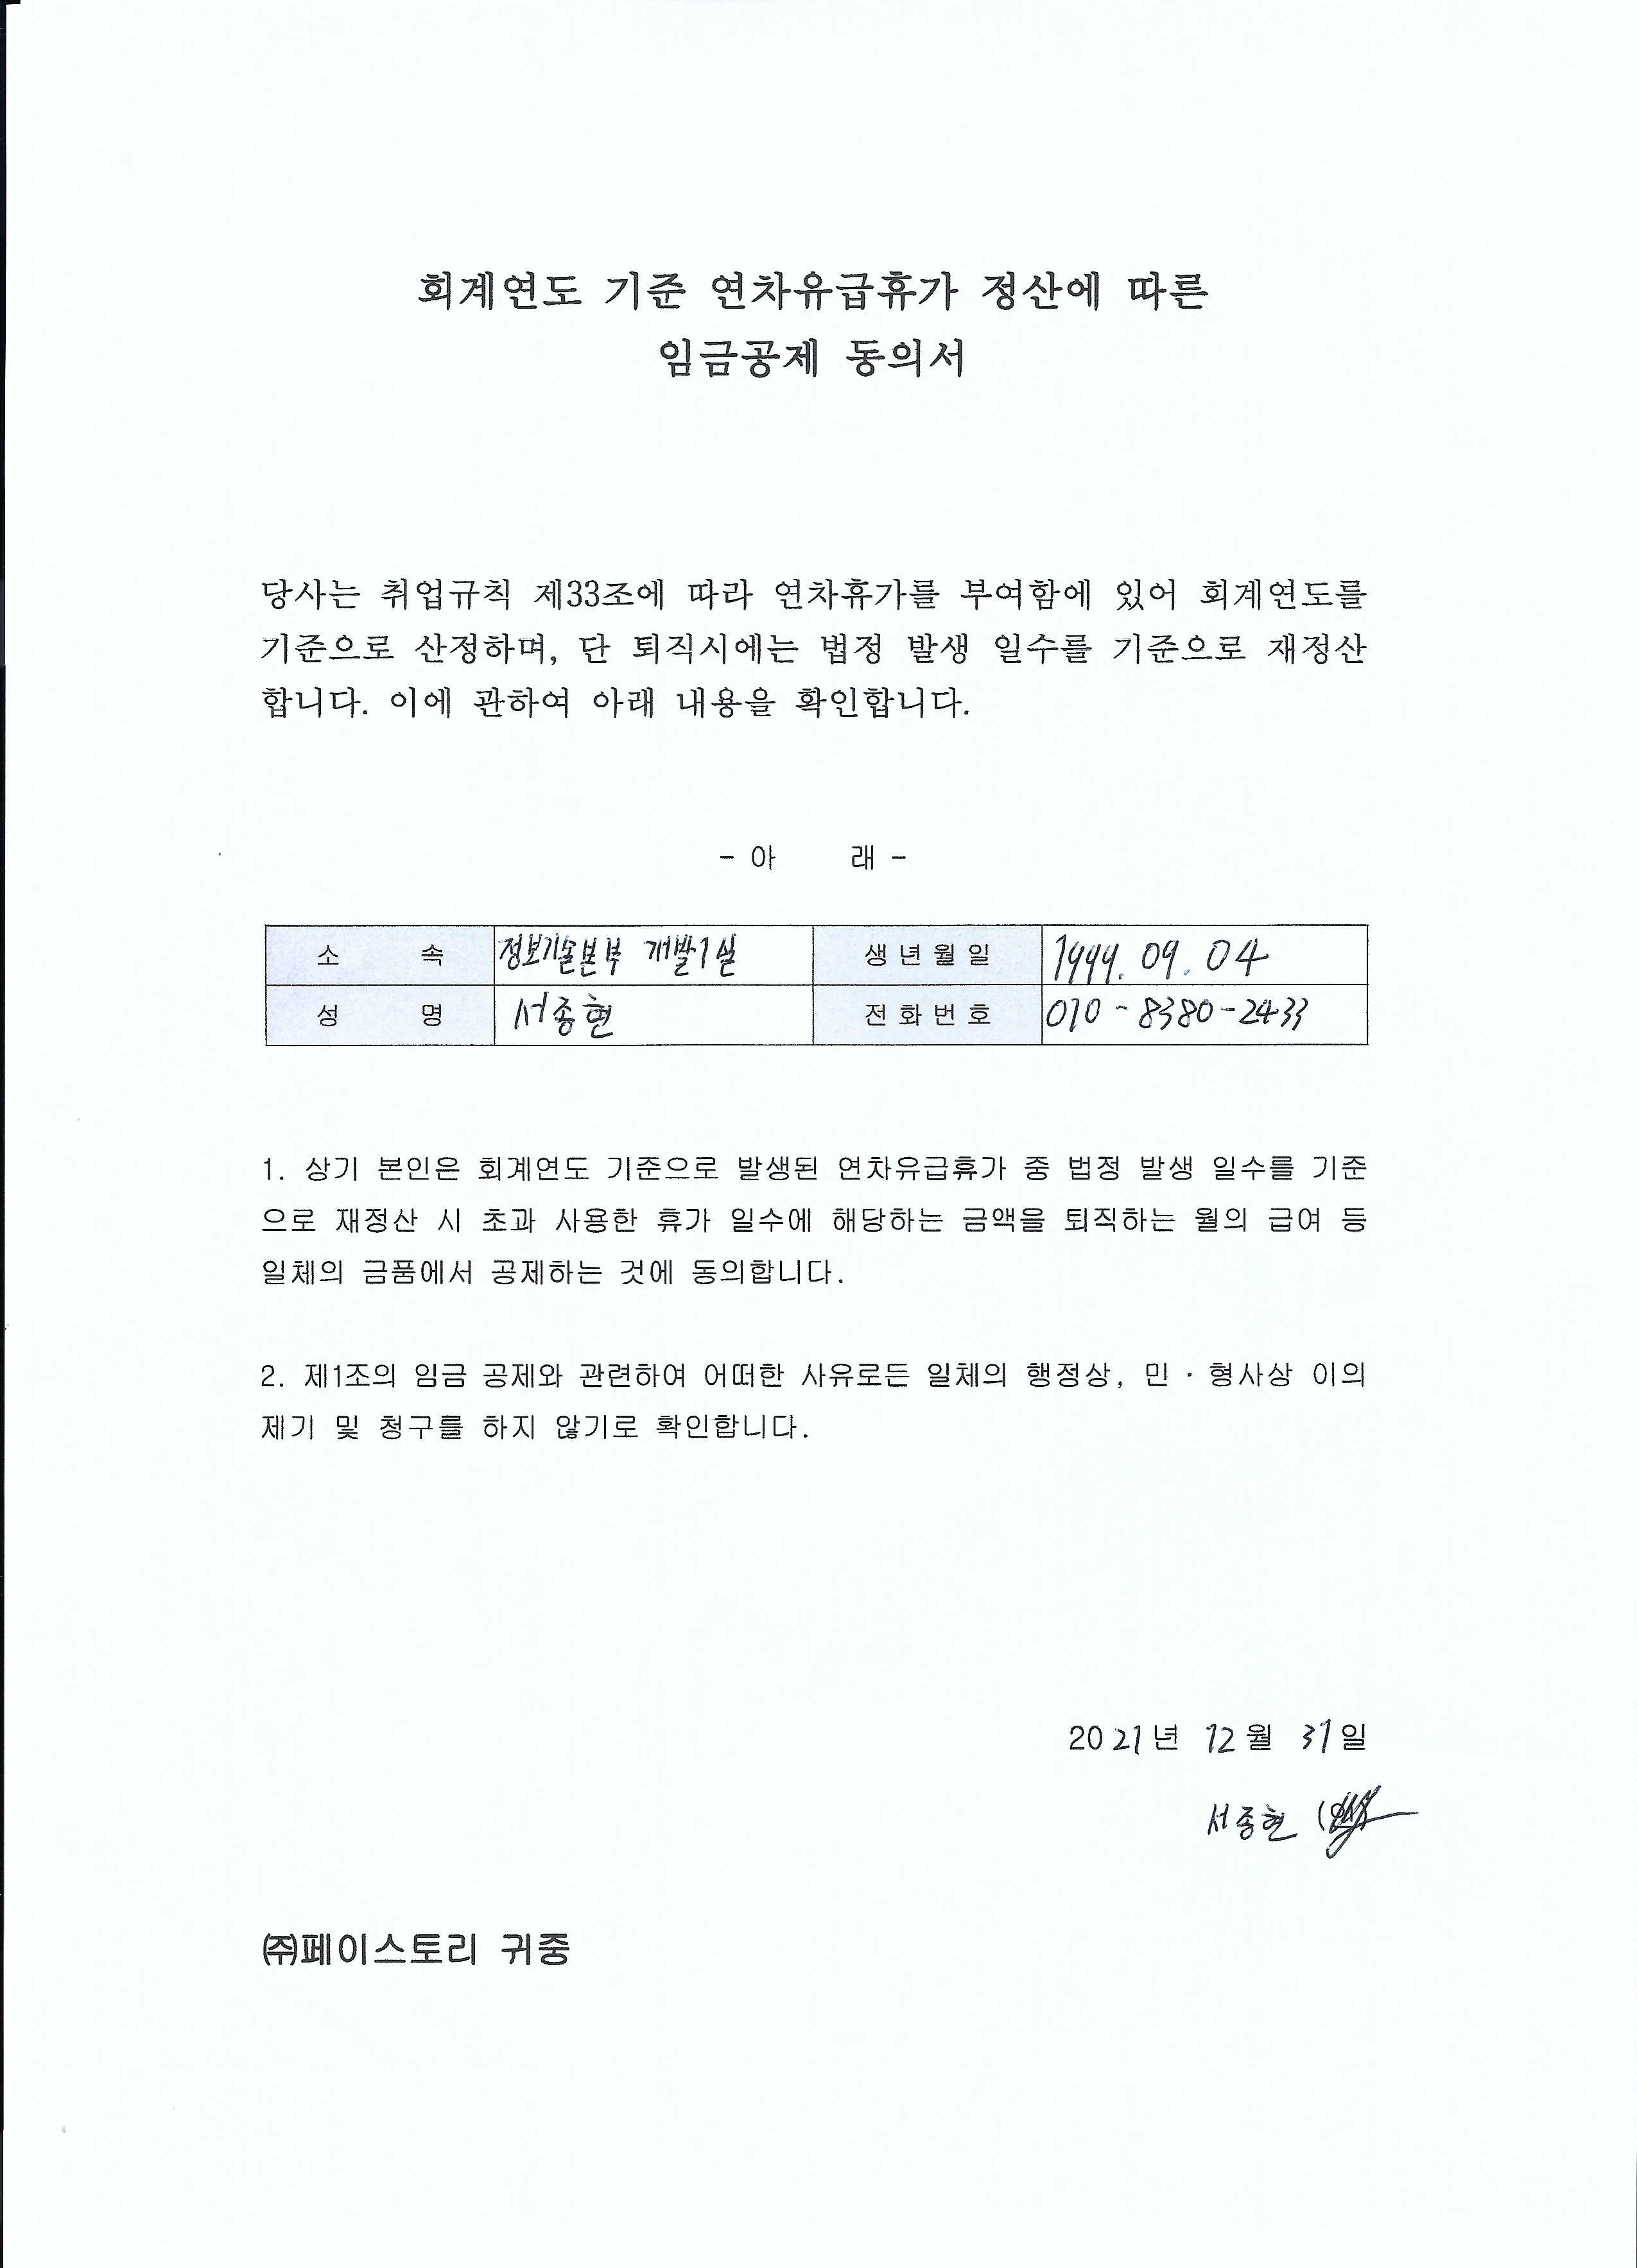 회계연도 기준 연차유급휴가 정산에 따른
임금공제 동의서
당사는 취업규칙 제33조에 따라 연차휴가를 부여함에 있어 회계연도를
기준으로 산정하며, 단 퇴직시에는 법정 발생 일수를 기준으로 재정산
합니다. 이에 관하여 아래 내용을 확인합니다.
- 아 래 -
소 속 정보기술본부 개발1실 생년월일 1999. 09. 04
성 명 서종현 전화번호 010-8380-2433
1. 상기 본인은 회계연도 기준으로 발생된 연차유급휴가 중 법정 발생 일수를 기준
으로 재정산 시 초과 사용한 휴가 일수에 해당하는 금액을 퇴직하는 월의 급여 등
일체의 금품에서 공제하는 것에 동의합니다.
2. 제1조의 임금 공제와 관련하여 어떠한 사유로든 일체의 행정상, 민·형사상 이의
제기 및 청구를 하지 않기로 확인합니다.
2021년 12월 31일
서종현 (인)
㈜페이스토리 귀중